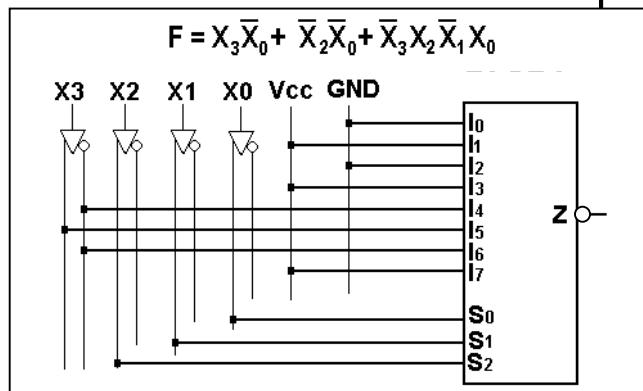 F = X̅₃X̅₀ + X̅₂X̅₀ + X̅₃X₂X̅₁X₀
X3 X2 X1 X0 Vcc GND
I₀
I₁
I₂
I₃
I₄
I₅
I₆
I₇
Z
S₀
S₁
S₂